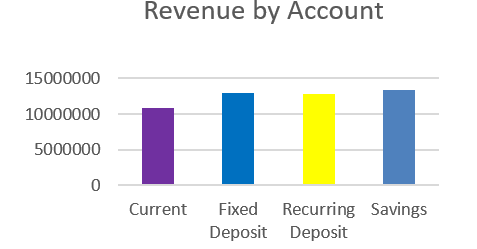 Revenue by Account
15000000
10000000
5000000
0
Current
Fixed
Deposit
Recurring
Deposit
Savings